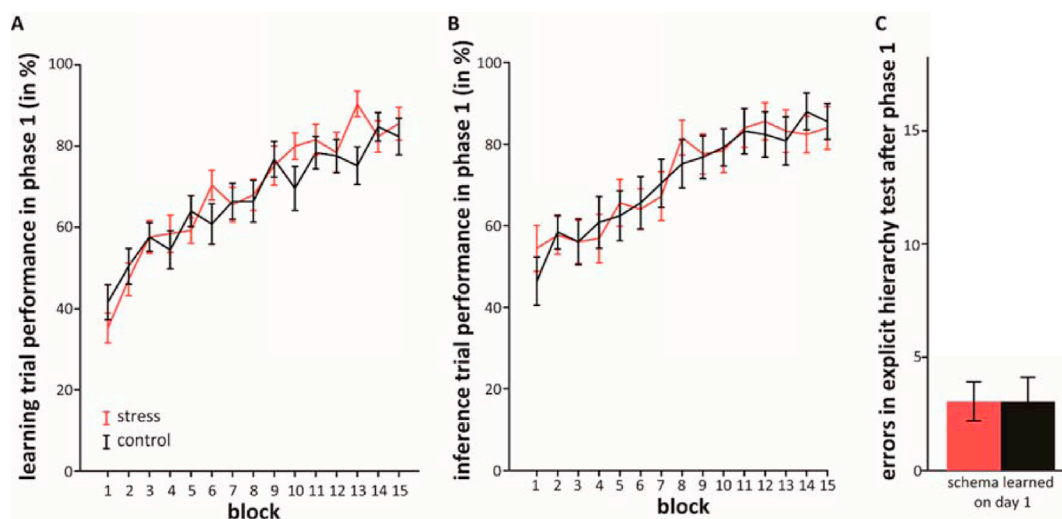 A
learning trial performance in phase 1 (in %)
100
80
60
40
20
0
stress
control
1 2 3 4 5 6 7 8 9 10 11 12 13 14 15
block
B
inference trial performance in phase 1 (in %)
100
80
60
40
20
0
1 2 3 4 5 6 7 8 9 10 11 12 13 14 15
block
C
errors in explicit hierarchy test after phase 1
15
10
5
0
schema learned
on day 1